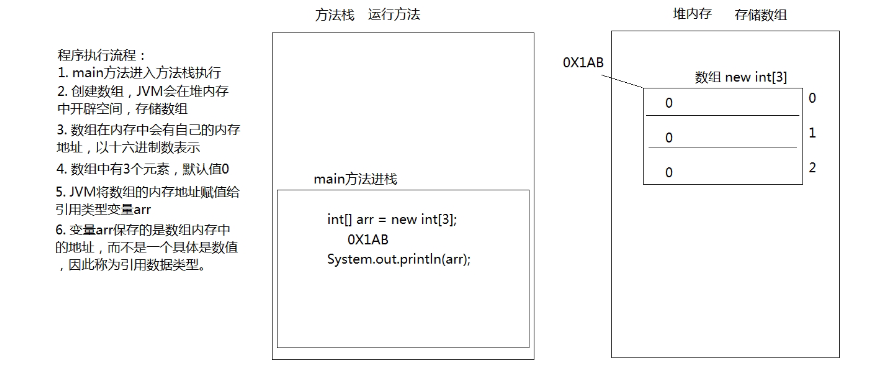 方法栈 运行方法
堆内存 存储数组
程序执行流程：
1. main方法进入方法栈执行
2. 创建数组，JVM会在堆内存
中开辟空间，存储数组
3. 数组在内存中会有自己的内存
地址，以十六进制数表示
4. 数组中有3个元素，默认值0
5. JVM将数组的内存地址赋值给
引用类型变量arr
6. 变量arr保存的是数组内存中
的地址，而不是一个具体是数值
，因此称为引用数据类型。
main方法进栈
int[] arr = new int[3];
0X1AB
System.out.println(arr);
0X1AB
数组 new int[3]
0 0
0 1
0 2